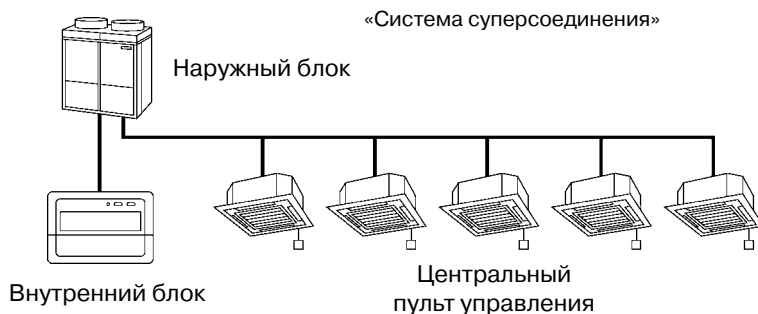 «Система суперсоединения»
Наружный блок
Внутренний блок
Центральный
пульт управления